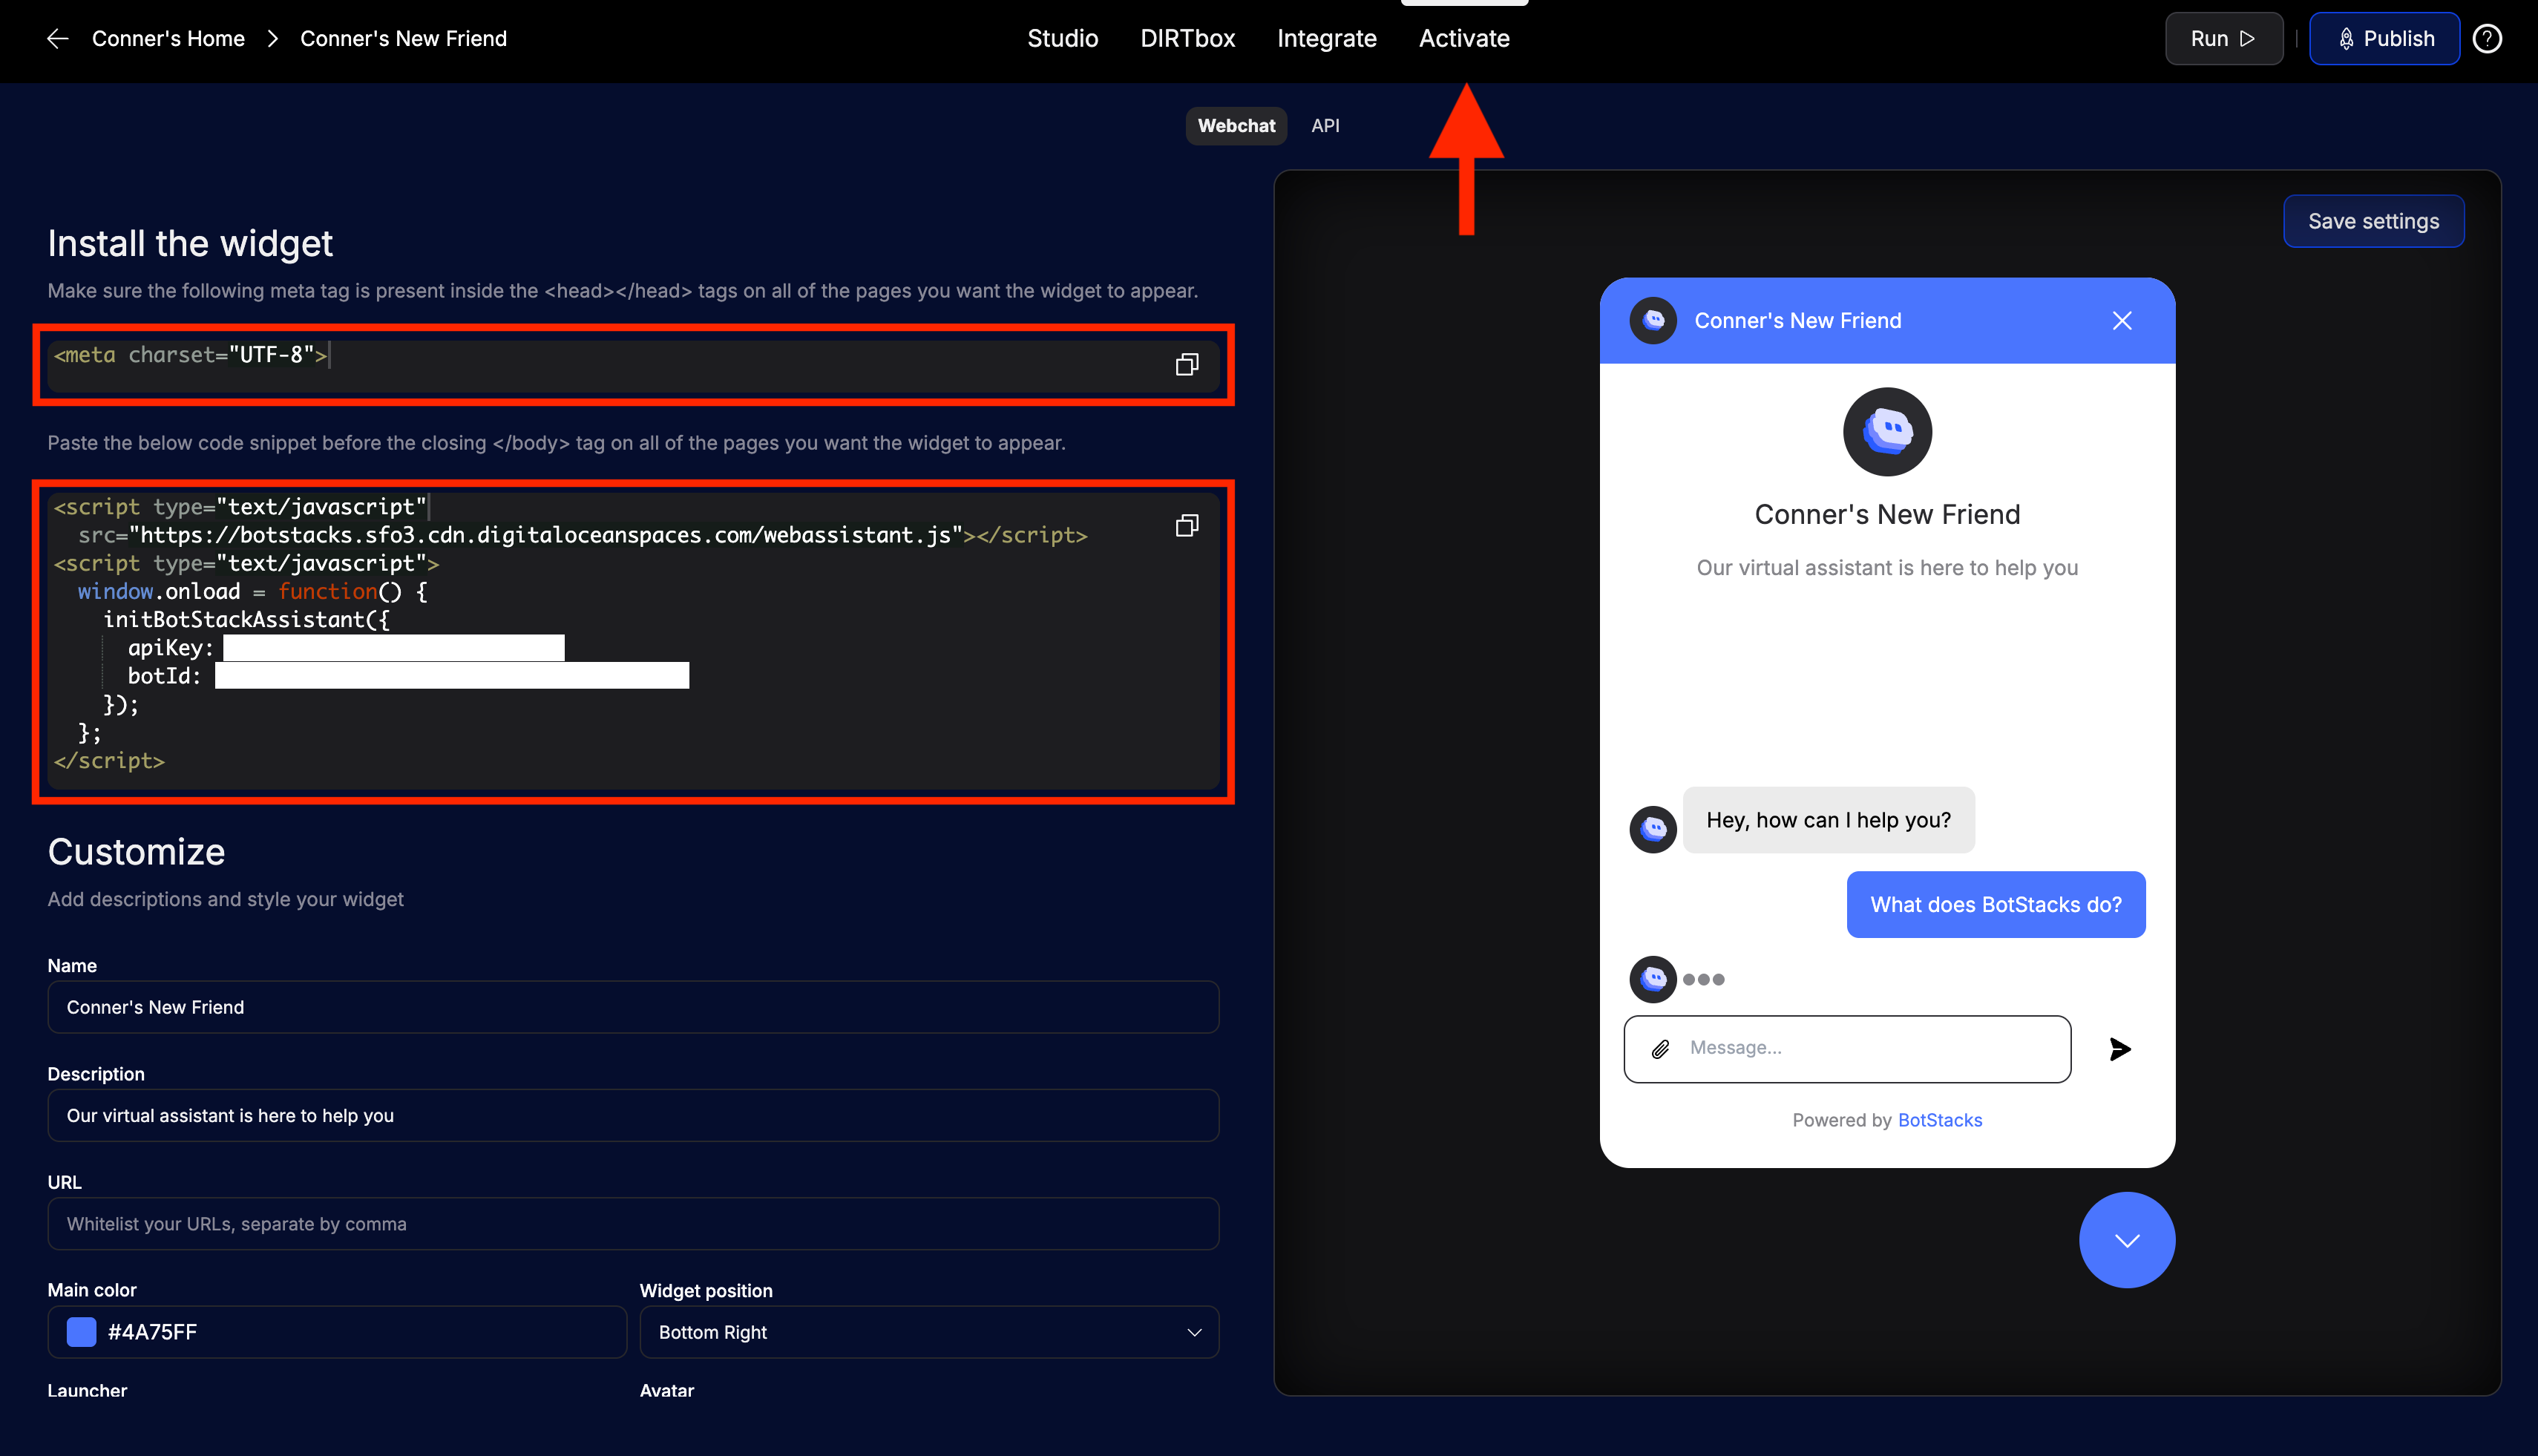 Conner's Home > Conner's New Friend
Studio DIRTbox Integrate Activate
Run Publish
Webchat API
Install the widget
Make sure the following meta tag is present inside the <head></head> tags on all of the pages you want the widget to appear.
<meta charset="UTF-8">
Paste the below code snippet before the closing </body> tag on all of the pages you want the widget to appear.
<script type="text/javascript"
src="https://botstacks.sfo3.cdn.digitaloceanspaces.com/webassistant.js"></script>
<script type="text/javascript">
window.onload = function() {
initBotStackAssistant({
apiKey:
botId:
});
};
</script>
Customize
Add descriptions and style your widget
Name
Conner's New Friend
Description
Our virtual assistant is here to help you
URL
Whitelist your URLs, separate by comma
Main color
#4A75FF
Widget position
Bottom Right
Launcher
Avatar
Save settings
Conner's New Friend
Conner's New Friend
Our virtual assistant is here to help you
Hey, how can I help you?
What does BotStacks do?
Message...
Powered by BotStacks